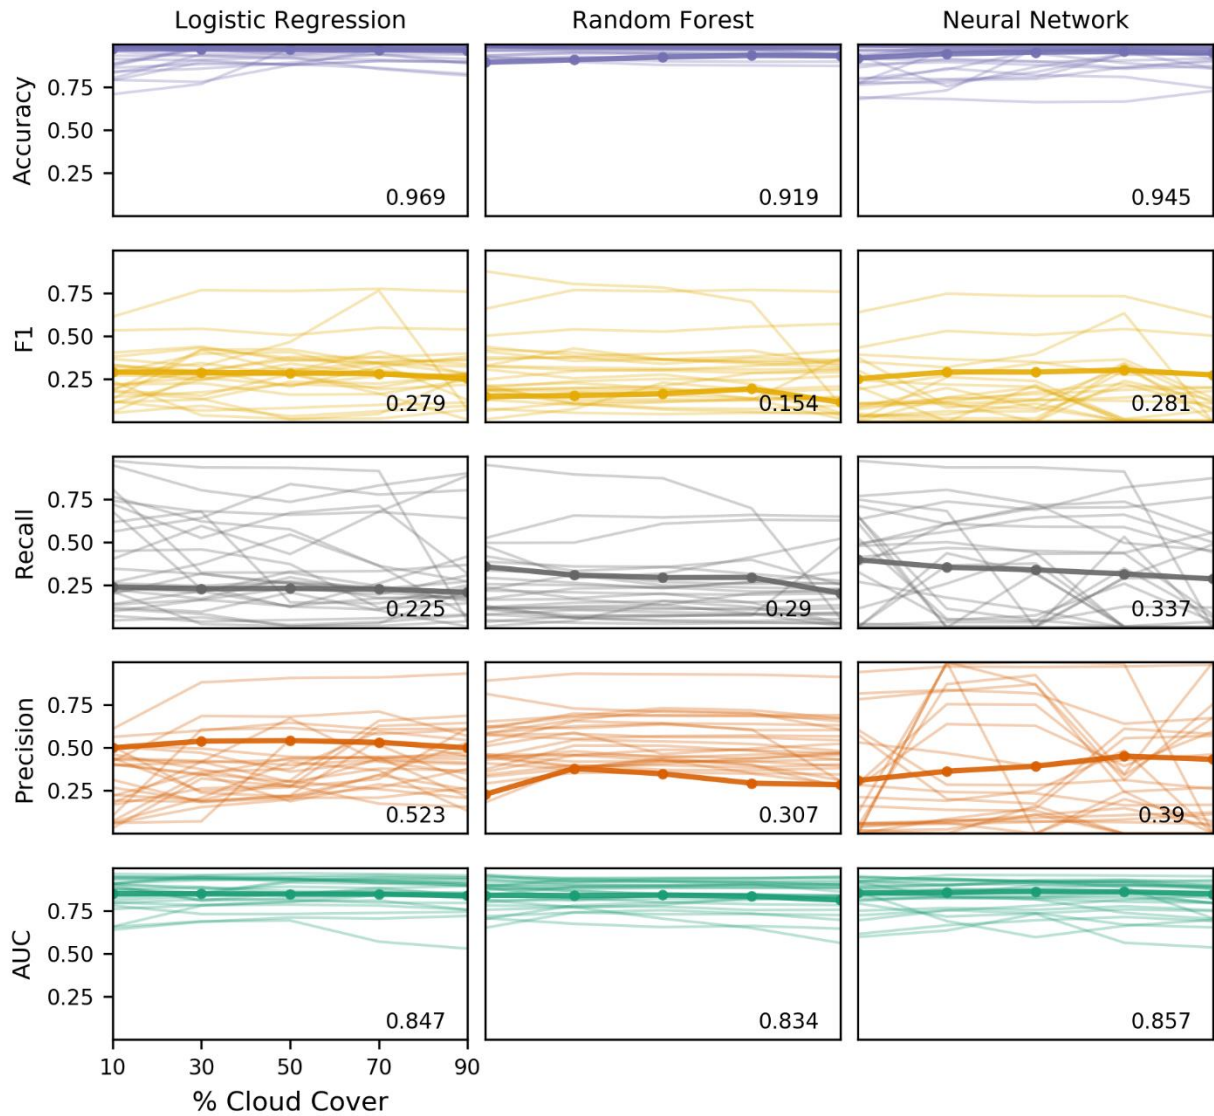 Logistic Regression Random Forest Neural Network
Accuracy
0.75
0.50
0.25
0.969 0.919 0.945
F1
0.75
0.50
0.25
0.279 0.154 0.281
Recall
0.75
0.50
0.25
0.225 0.29 0.337
Precision
0.75
0.50
0.25
0.523 0.307 0.39
AUC
0.75
0.50
0.25
0.847 0.834 0.857
10 30 50 70 90
% Cloud Cover